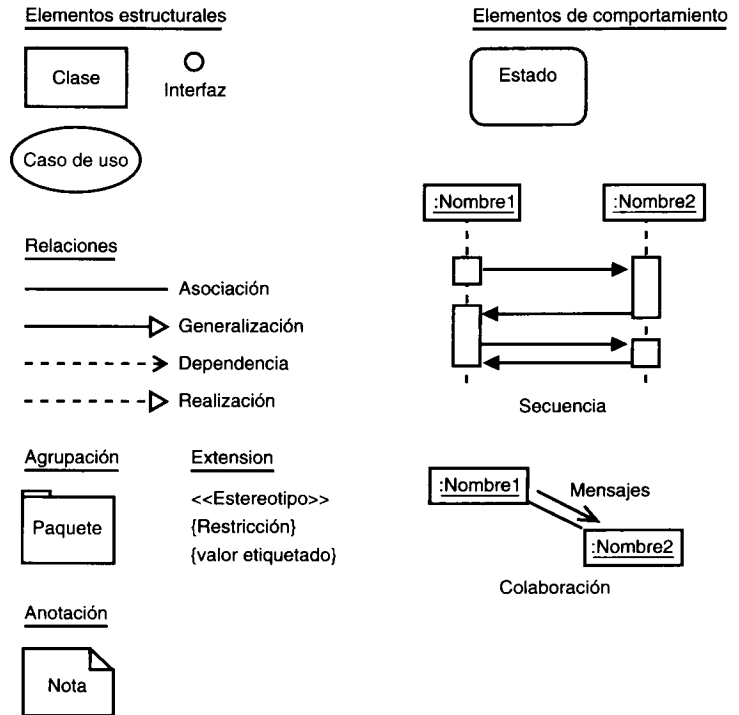 Elementos estructurales
Clase
Interfaz
Caso de uso
Relaciones
Asociación
Generalización
Dependencia
Realización
Agrupación
Paquete
Extension
<<Estereotipo>>
{Restricción}
{valor etiquetado}
Anotación
Nota
Elementos de comportamiento
Estado
:Nombre1
:Nombre2
Secuencia
:Nombre1
Mensajes
:Nombre2
Colaboración